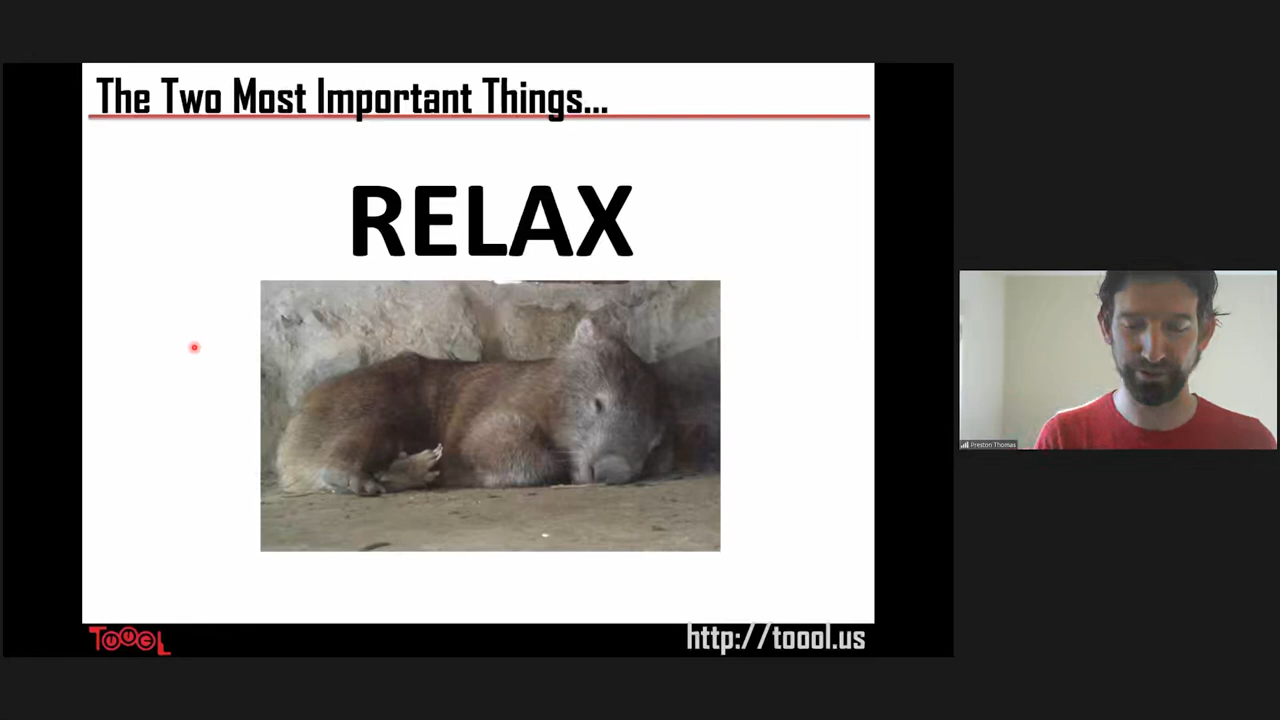 The Two Most Important Things...
RELAX
TOOOL
http://toool.us
Preston Thomas